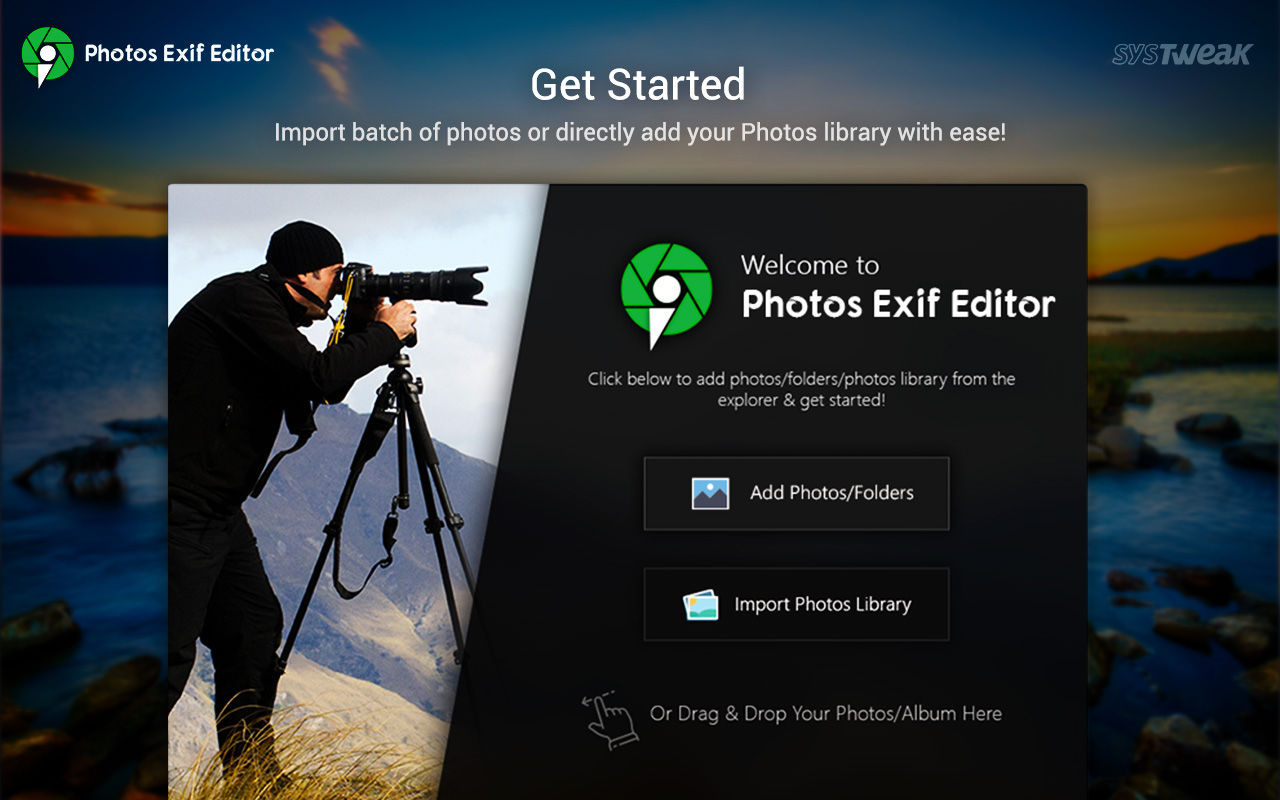 Photos Exif Editor
SYSTweak
Get Started
Import batch of photos or directly add your Photos library with ease!
Welcome to
Photos Exif Editor
Click below to add photos/folders/photos library from the
explorer & get started!
Add Photos/Folders
Import Photos Library
Or Drag & Drop Your Photos/Album Here